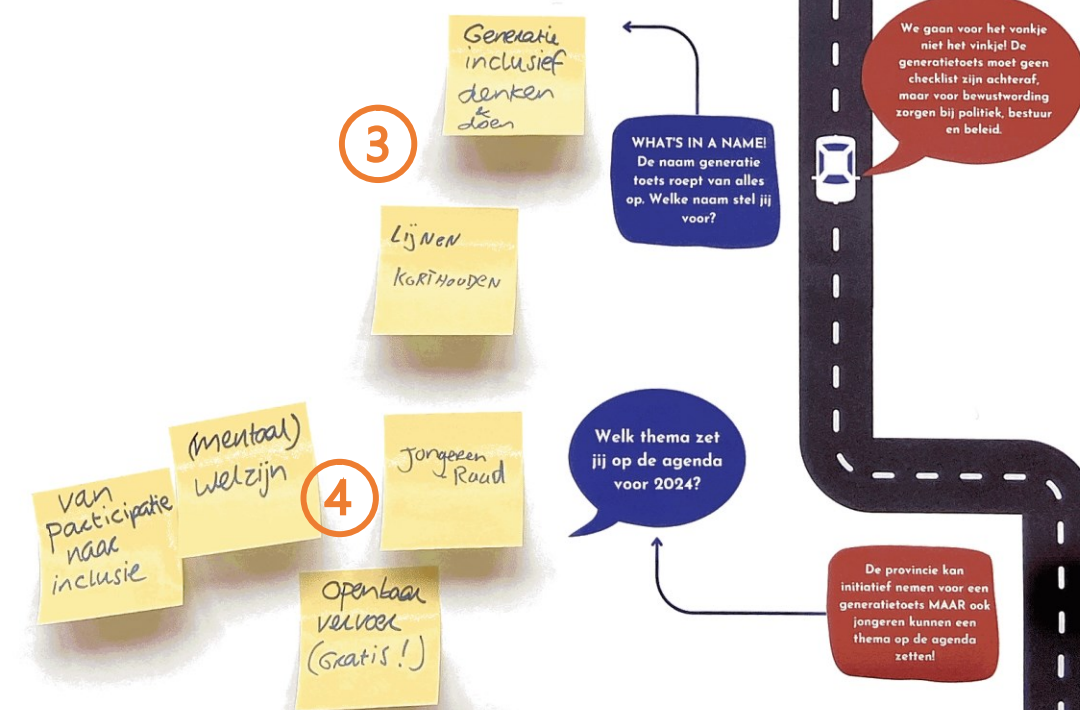 Generatie
inclusief
denken
&
doen
3
WHAT'S IN A NAME!
De naam generatie
toets roept van alles
op. Welke naam stel jij
voor?
We gaan voor het vonkje
niet het vinkje! De
generatietoets moet geen
checklist zijn achteraf,
maar voor bewustwording
zorgen bij politiek, bestuur
en beleid.
LIJNEN
KORTHOUDEN
(mentaal)
welzijn
4
Jongeren
Raad
Welk thema zet
jij op de agenda
voor 2024?
van
participatie
naar
inclusie
Openbaar
vervoer
(Gratis!)
De provincie kan
initiatief nemen voor een
generatietoets MAAR ook
jongeren kunnen een
thema op de agenda
zetten!